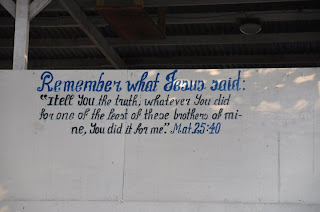 Remember what Jesus said:
"I tell you the truth, whatever You did
for one of the least of these brothers of mi-
ne, You did it for me." Mat. 25:40